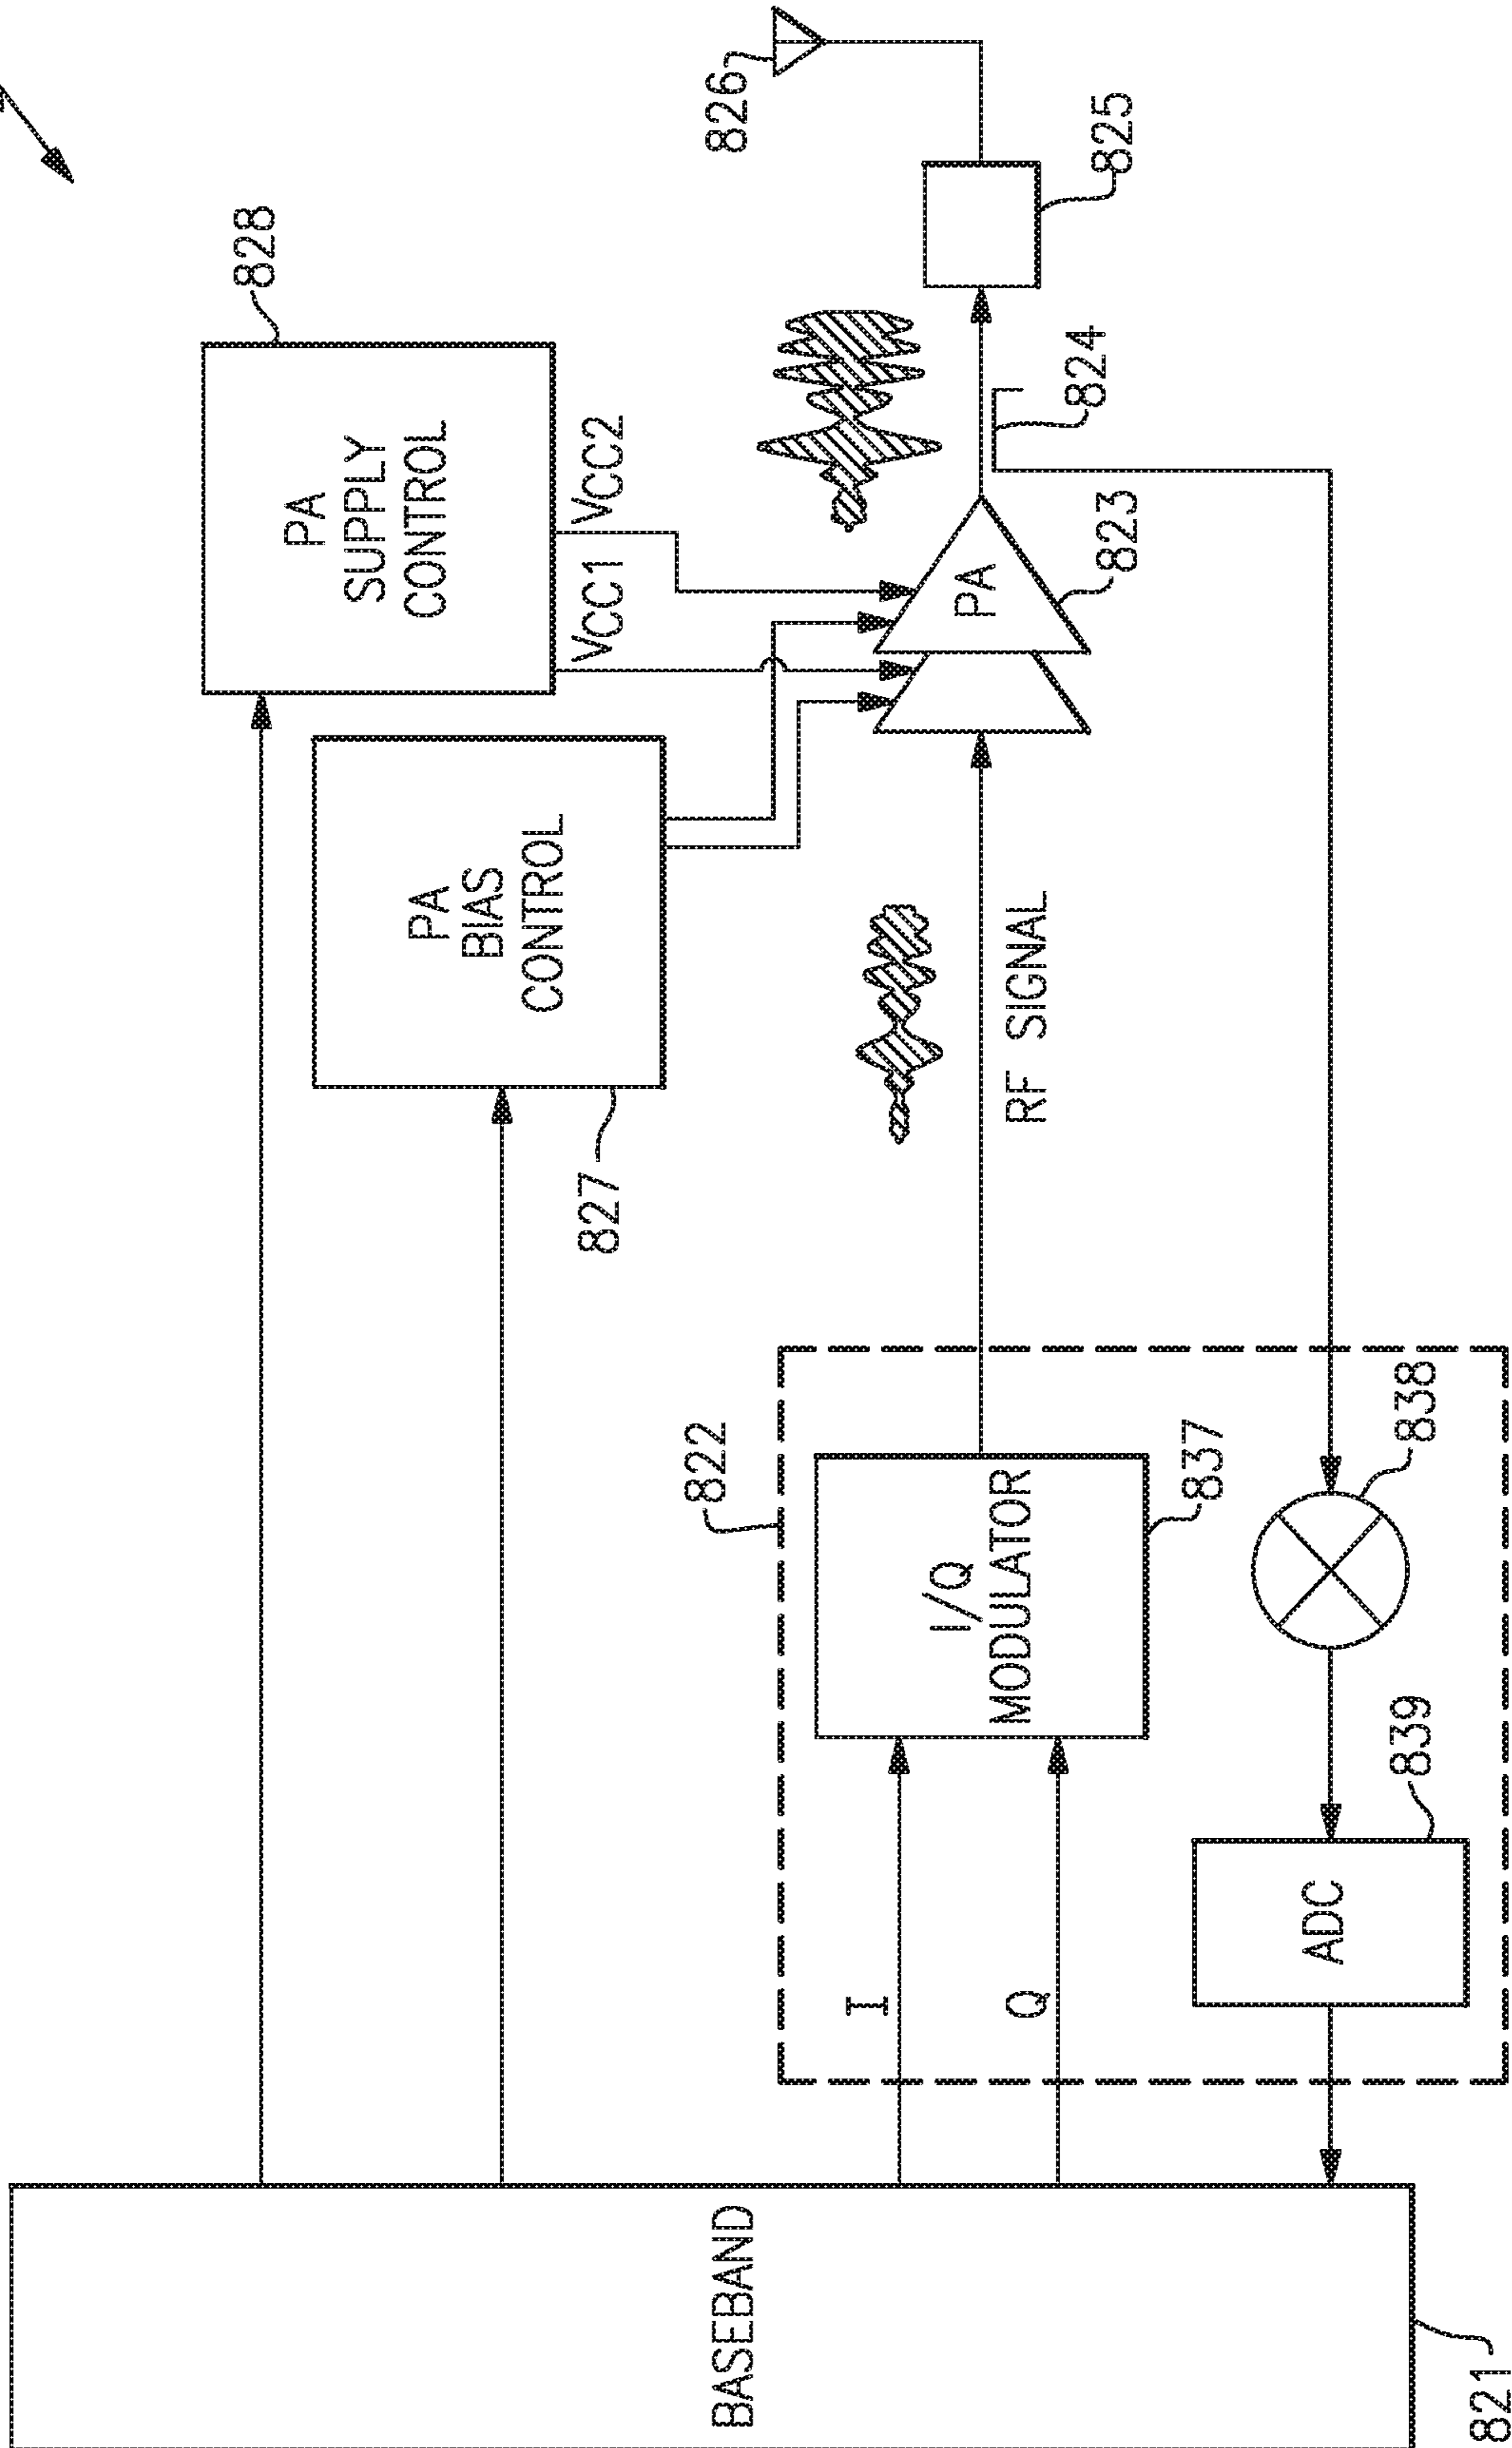 828
PA
SUPPLY
CONTROL
VCC1
VCC2
PA
BIAS
CONTROL
827
826
825
824
PA
823
RF SIGNAL
822
I/Q
MODULATOR
837
838
839
ADC
I
Q
BASEBAND
821